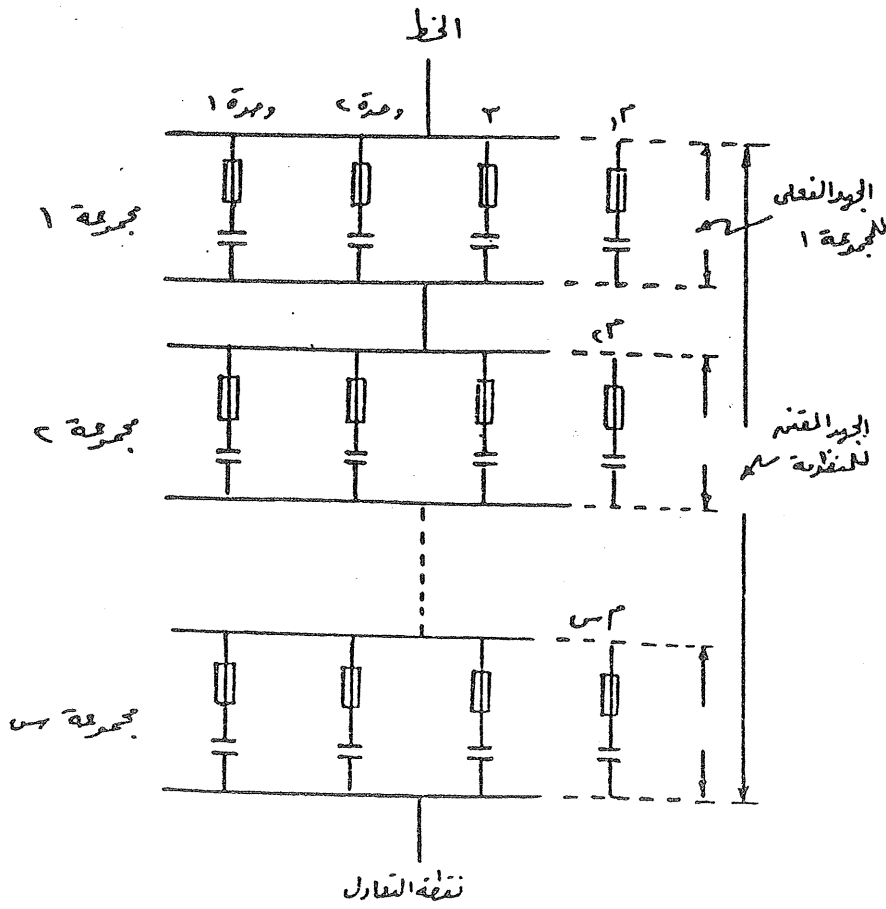 الخط
وحدة ١ وحدة ٢ ٣ م١
مجموعة ١
الجهد الفعلى
للمجموعة ١
م٢
مجموعة ٢
الجهد المقنن
للمنظومة
م س
مجموعة س
نقطة التعادل